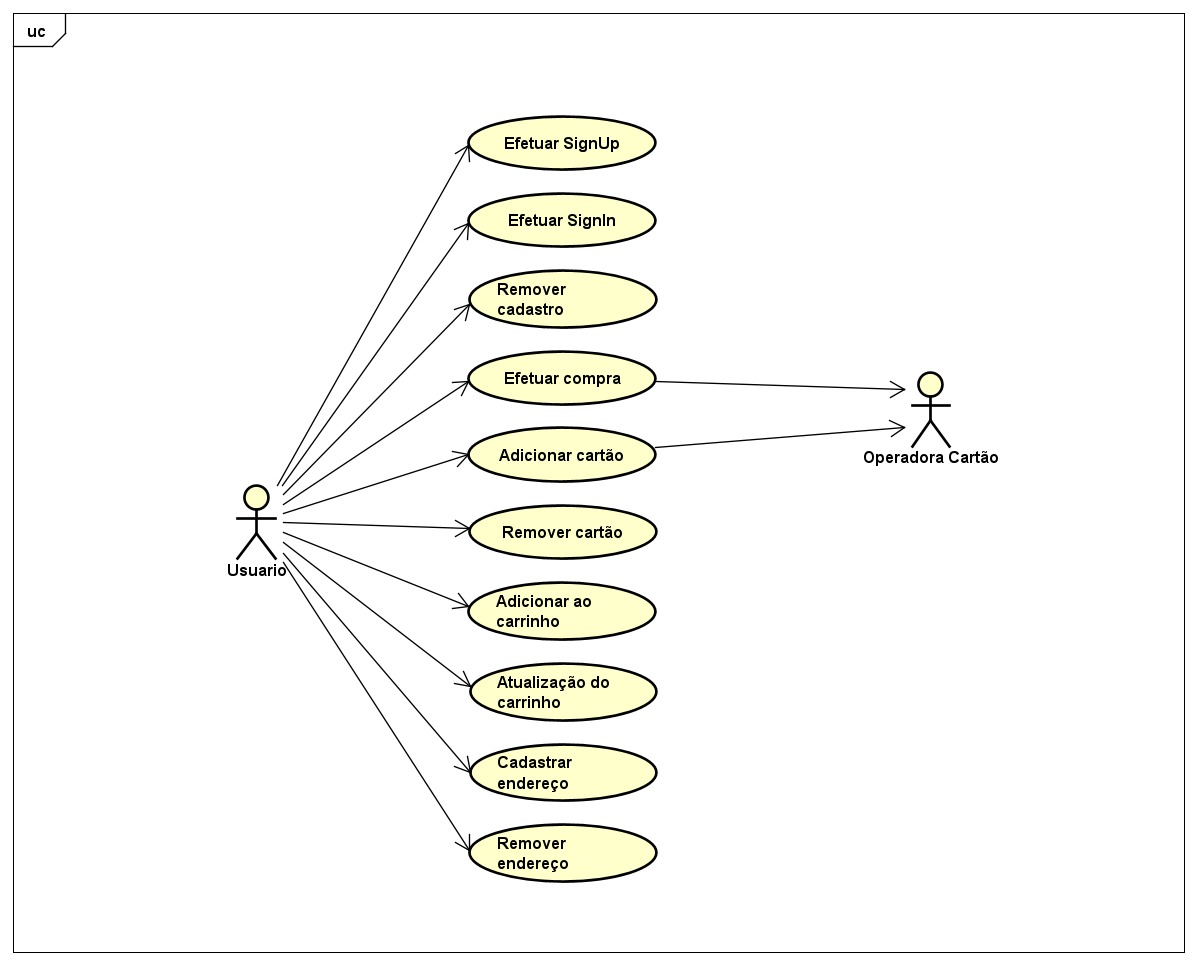 uc
Efetuar SignUp
Efetuar SignIn
Remover
cadastro
Efetuar compra
Adicionar cartão
Operadora Cartão
Remover cartão
Usuario
Adicionar ao
carrinho
Atualização do
carrinho
Cadastrar
endereço
Remover
endereço